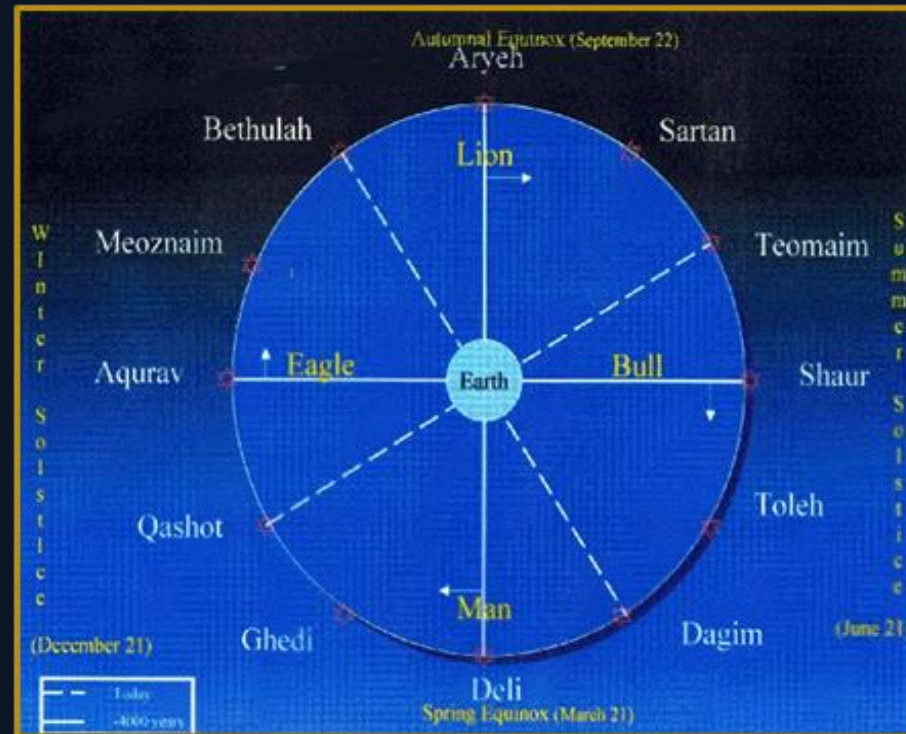 Autumnal Equinox (September 22)
Aryeh
Bethulah
Sartan
Lion
Meoznaim
Teomaim
Winter Solstice
Summer Solstice
Aqurav
Eagle
Earth
Bull
Shaur
Qashot
Toleh
Man
Ghedi
Dagim
(December 21)
(June 21
Deli
Spring Equinox (March 21)
Today
-4000 years